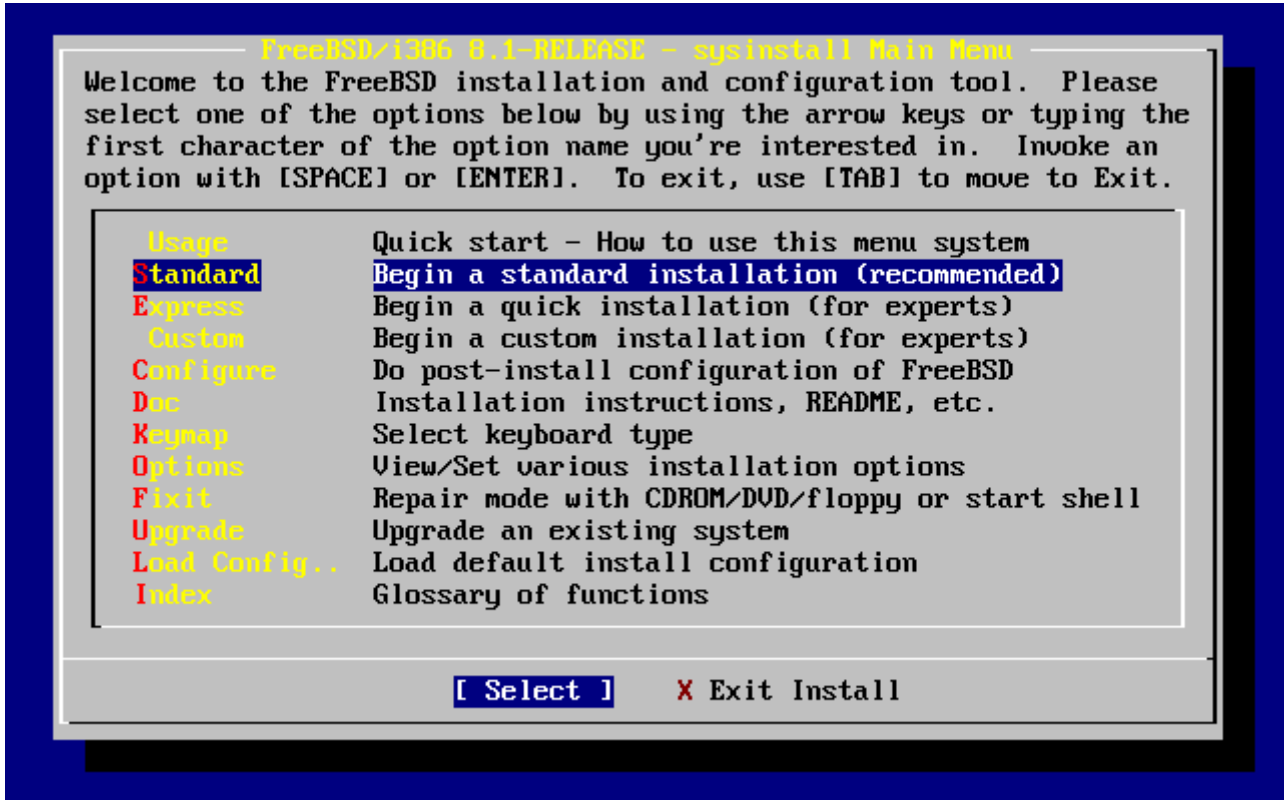 FreeBSD/i386 8.1-RELEASE - sysinstall Main Menu
Welcome to the FreeBSD installation and configuration tool.  Please
select one of the options below by using the arrow keys or typing the
first character of the option name you're interested in.  Invoke an
option with [SPACE] or [ENTER].  To exit, use [TAB] to move to Exit.
Usage Quick start - How to use this menu system
Standard Begin a standard installation (recommended)
Express Begin a quick installation (for experts)
Custom Begin a custom installation (for experts)
Configure Do post-install configuration of FreeBSD
Doc Installation instructions, README, etc.
Keymap Select keyboard type
Options View/Set various installation options
Fixit Repair mode with CDROM/DVD/floppy or start shell
Upgrade Upgrade an existing system
Load Config.. Load default install configuration
Index Glossary of functions
[ Select ] X Exit Install